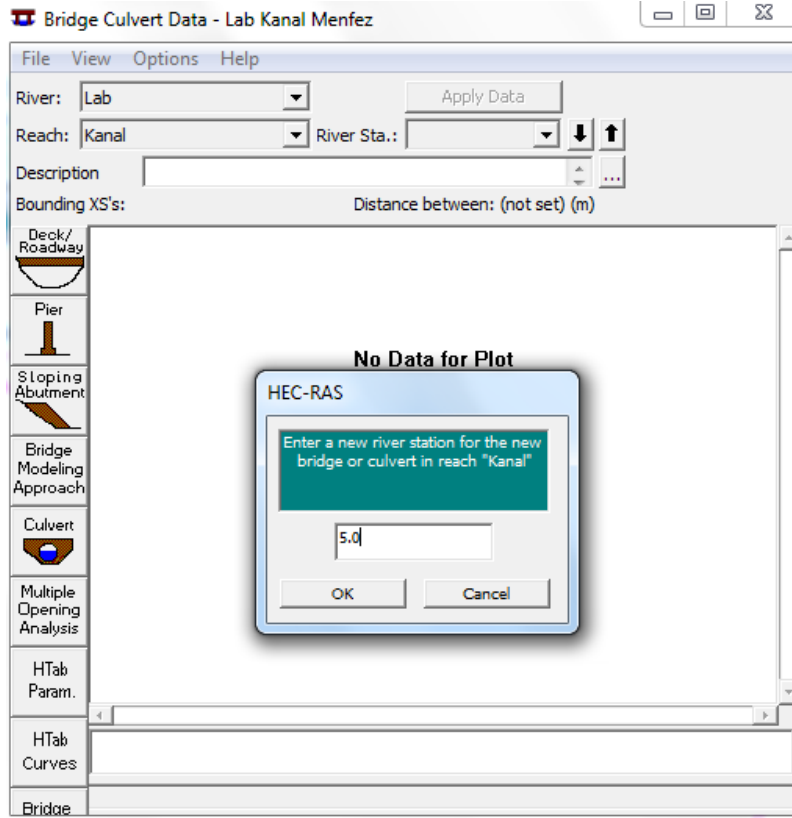 Bridge Culvert Data - Lab Kanal Menfez
File View Options Help
River: Lab Apply Data
Reach: Kanal River Sta.:
Description ...
Bounding XS's: Distance between: (not set) (m)
Deck/
Roadway
Pier
Sloping
Abutment
Bridge
Modeling
Approach
Culvert
Multiple
Opening
Analysis
HTab
Param.
HTab
Curves
Bridge
No Data for Plot
HEC-RAS
Enter a new river station for the new
bridge or culvert in reach "Kanal"
5.0
OK Cancel